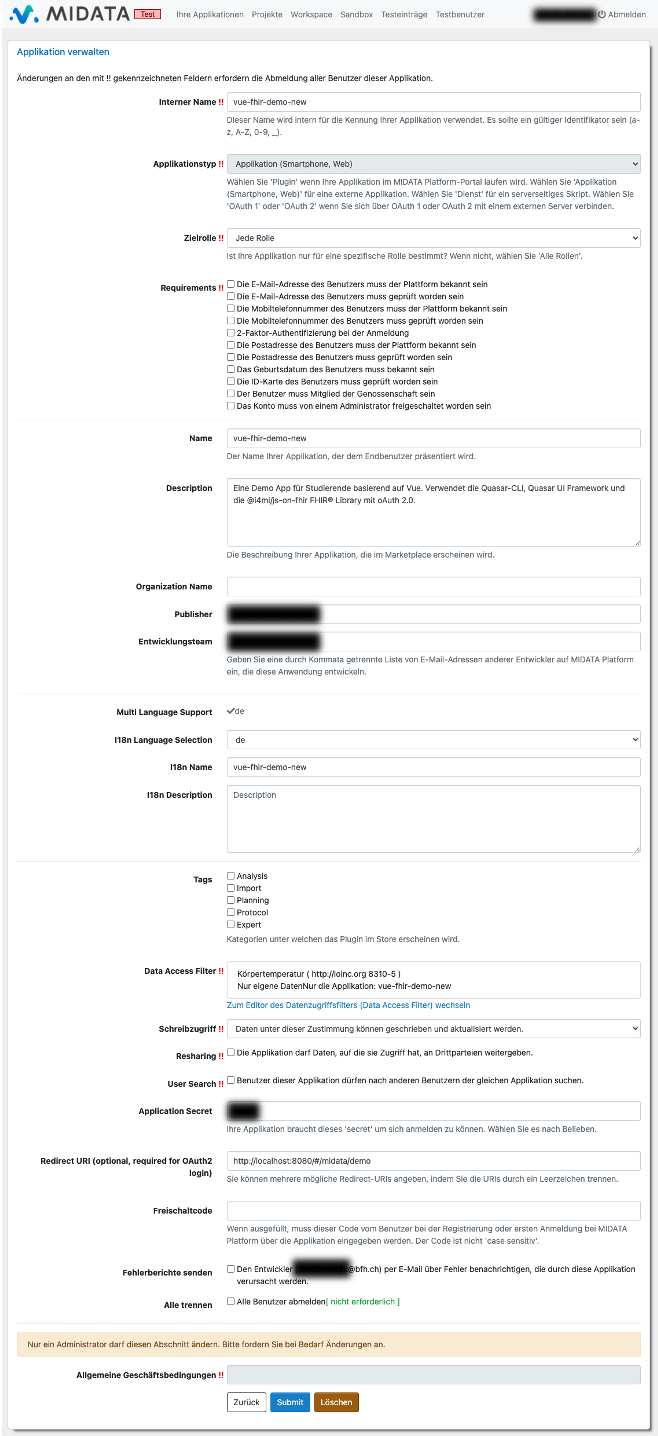 MIDATA Test Ihre Applikationen Projekte Workspace Sandbox Testeinträge Testbenutzer Abmelden
Applikation verwalten
Änderungen an den mit !! gekennzeichneten Feldern erfordern die Abmeldung aller Benutzer dieser Applikation.
Interner Name !! vue-fhir-demo-new
Dieser Name wird intern für die Kennung Ihrer Applikation verwendet. Es sollte ein gültiger Identifikator sein (a-
z, A-Z, 0-9, _).
Applikationstyp !! Applikation (Smartphone, Web)
Wählen Sie 'Plugin' wenn Ihre Applikation im MIDATA Platform-Portal laufen wird. Wählen Sie 'Applikation
(Smartphone, Web)' für eine externe Applikation. Wählen Sie 'Dienst' für ein serverseitiges Skript. Wählen Sie
'OAuth 1' oder 'OAuth 2' wenn Sie sich über OAuth 1 oder OAuth 2 mit einem externen Server verbinden.
Zielrolle !! Jede Rolle
Ist Ihre Applikation nur für eine spezifische Rolle bestimmt? Wenn nicht, wählen Sie 'Alle Rollen'.
Requirements !! Die E-Mail-Adresse des Benutzers muss der Plattform bekannt sein
Die E-Mail-Adresse des Benutzers muss geprüft worden sein
Die Mobiltelefonnummer des Benutzers muss der Plattform bekannt sein
Die Mobiltelefonnummer des Benutzers muss geprüft worden sein
2-Faktor-Authentifizierung bei der Anmeldung
Die Postadresse des Benutzers muss der Plattform bekannt sein
Die Postadresse des Benutzers muss geprüft worden sein
Das Geburtsdatum des Benutzers muss bekannt sein
Die ID-Karte des Benutzers muss geprüft worden sein
Der Benutzer muss Mitglied der Genossenschaft sein
Das Konto muss von einem Administrator freigeschaltet worden sein
Name vue-fhir-demo-new
Der Name Ihrer Applikation, der dem Endbenutzer präsentiert wird.
Description Eine Demo App für Studierende basierend auf Vue. Verwendet die Quasar-CLI, Quasar UI Framework und
die @i4mi/js-on-fhir FHIR® Library mit oAuth 2.0.
Die Beschreibung Ihrer Applikation, die im Marketplace erscheinen wird.
Organization Name
Publisher
Entwicklungsteam
Geben Sie eine durch Kommata getrennte Liste von E-Mail-Adressen anderer Entwickler auf MIDATA Platform
ein, die diese Anwendung entwickeln.
Multi Language Support de
I18n Language Selection de
I18n Name vue-fhir-demo-new
I18n Description Description
Tags Analysis
Import
Planning
Protocol
Expert
Kategorien unter welchen das Plugin im Store erscheinen wird.
Data Access Filter !! Körpertemperatur ( http://loinc.org 8310-5 )
Nur eigene DatenNur die Applikation: vue-fhir-demo-new
Zum Editor des Datenzugriffsfilters (Data Access Filter) wechseln
Schreibzugriff !! Daten unter dieser Zustimmung können geschrieben und aktualisiert werden.
Resharing !! Die Applikation darf Daten, auf die sie Zugriff hat, an Drittparteien weitergeben.
User Search !! Benutzer dieser Applikation dürfen nach anderen Benutzern der gleichen Applikation suchen.
Application Secret
Ihre Applikation braucht dieses 'secret' um sich anmelden zu können. Wählen Sie es nach Belieben.
Redirect URI (optional, required for OAuth2
login) http://localhost:8080/#/midata/demo
Sie können mehrere mögliche Redirect-URIs angeben, indem Sie die URIs durch ein Leerzeichen trennen.
Freischaltcode
Wenn ausgefüllt, muss dieser Code vom Benutzer bei der Registrierung oder ersten Anmeldung bei MIDATA
Platform über die Applikation eingegeben werden. Der Code ist nicht 'case sensitiv'.
Fehlerberichte senden Den Entwickler @bfh.ch) per E-Mail über Fehler benachrichtigen, die durch diese Applikation
verursacht werden.
Alle trennen Alle Benutzer abmelden[ nicht erforderlich ]
Nur ein Administrator darf diesen Abschnitt ändern. Bitte fordern Sie bei Bedarf Änderungen an.
Allgemeine Geschäftsbedingungen !!
Zurück Submit Löschen